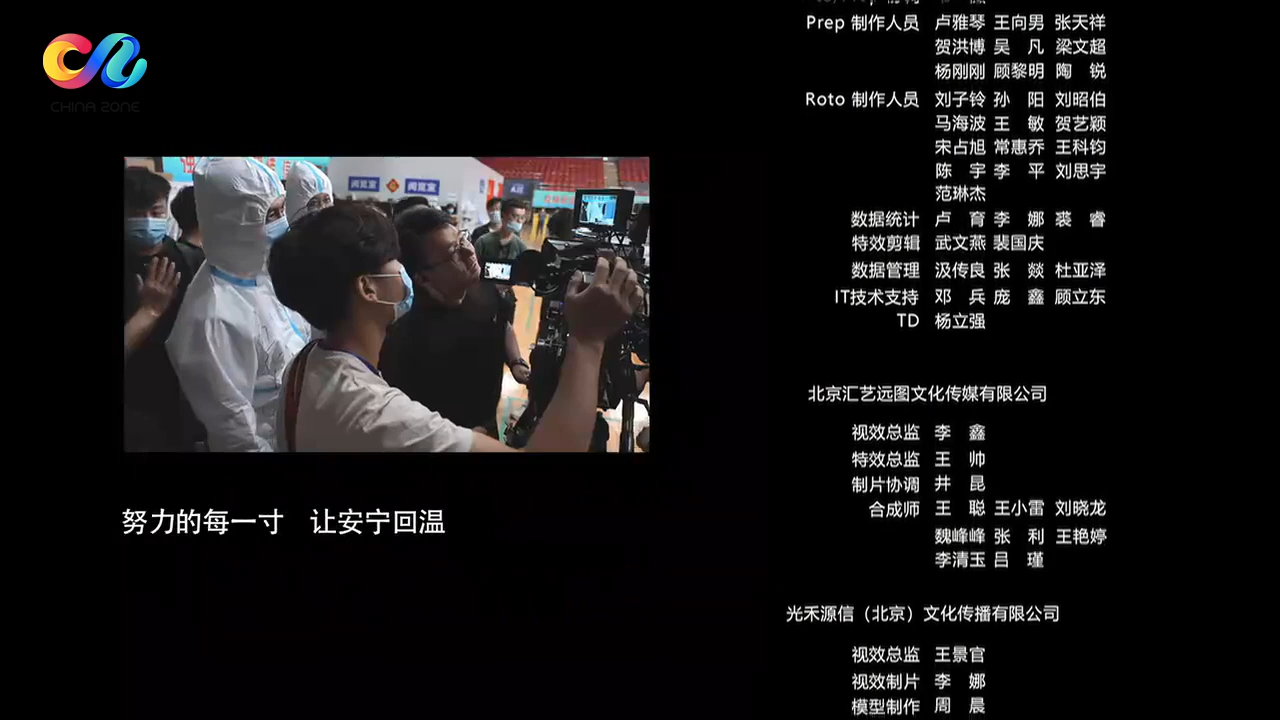 CHINA ZONE
阅览室
阅览室
努力的每一寸 让安宁回温
Prep 制作人员 卢雅琴 王向男 张天祥
贺洪博 吴 凡 梁文超
杨刚刚 顾黎明 陶 锐
Roto 制作人员 刘子铃 孙 阳 刘昭伯
马海波 王 敏 贺艺颖
宋占旭 常惠乔 王科钧
陈 宇 李 平 刘思宇
范琳杰
数据统计 卢 育 李 娜 裘 睿
特效剪辑 武文燕 裴国庆
数据管理 汲传良 张 燚 杜亚泽
IT技术支持 邓 兵 庞 鑫 顾立东
TD 杨立强
北京汇艺远图文化传媒有限公司
视效总监 李 鑫
特效总监 王 帅
制片协调 井 昆
合成师 王 聪 王小雷 刘晓龙
魏峰峰 张 利 王艳婷
李清玉 吕 瑾
光禾源信（北京）文化传播有限公司
视效总监 王景官
视效制片 李 娜
模型制作 周 晨